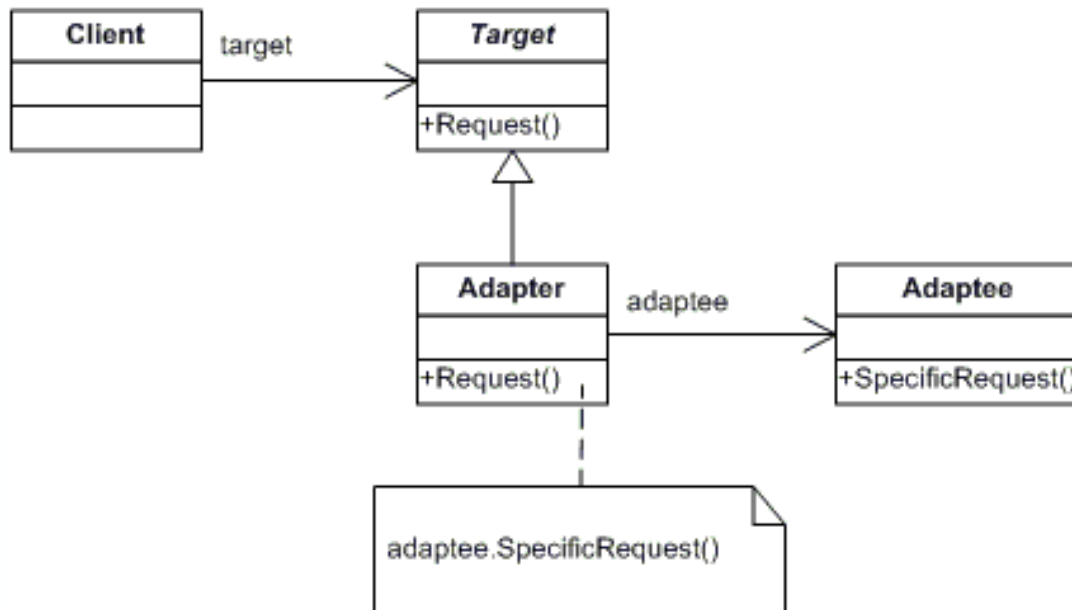 Client
target
Target
+Request()
Adapter
adaptee
Adaptee
+Request()
+SpecificRequest()
adaptee.SpecificRequest()